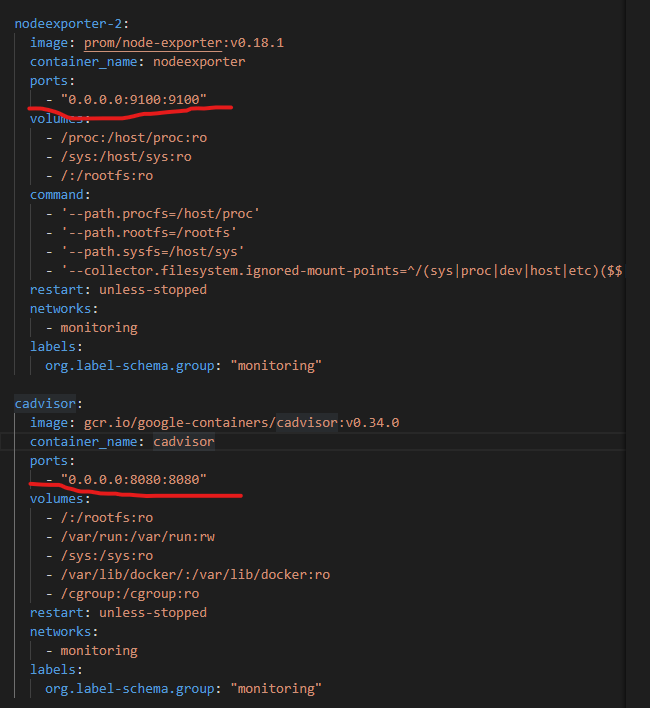 nodeexporter-2:
image: prom/node-exporter:v0.18.1
container_name: nodeexporter
ports:
- "0.0.0.0:9100:9100"
volumes:
- /proc:/host/proc:ro
- /sys:/host/sys:ro
- /:/rootfs:ro
command:
- '--path.procfs=/host/proc'
- '--path.rootfs=/rootfs'
- '--path.sysfs=/host/sys'
- '--collector.filesystem.ignored-mount-points=^/(sys|proc|dev|host|etc)($$
restart: unless-stopped
networks:
- monitoring
labels:
org.label-schema.group: "monitoring"
cadvisor:
image: gcr.io/google-containers/cadvisor:v0.34.0
container_name: cadvisor
ports:
- "0.0.0.0:8080:8080"
volumes:
- /:/rootfs:ro
- /var/run:/var/run:rw
- /sys:/sys:ro
- /var/lib/docker/:/var/lib/docker:ro
- /cgroup:/cgroup:ro
restart: unless-stopped
networks:
- monitoring
labels:
org.label-schema.group: "monitoring"